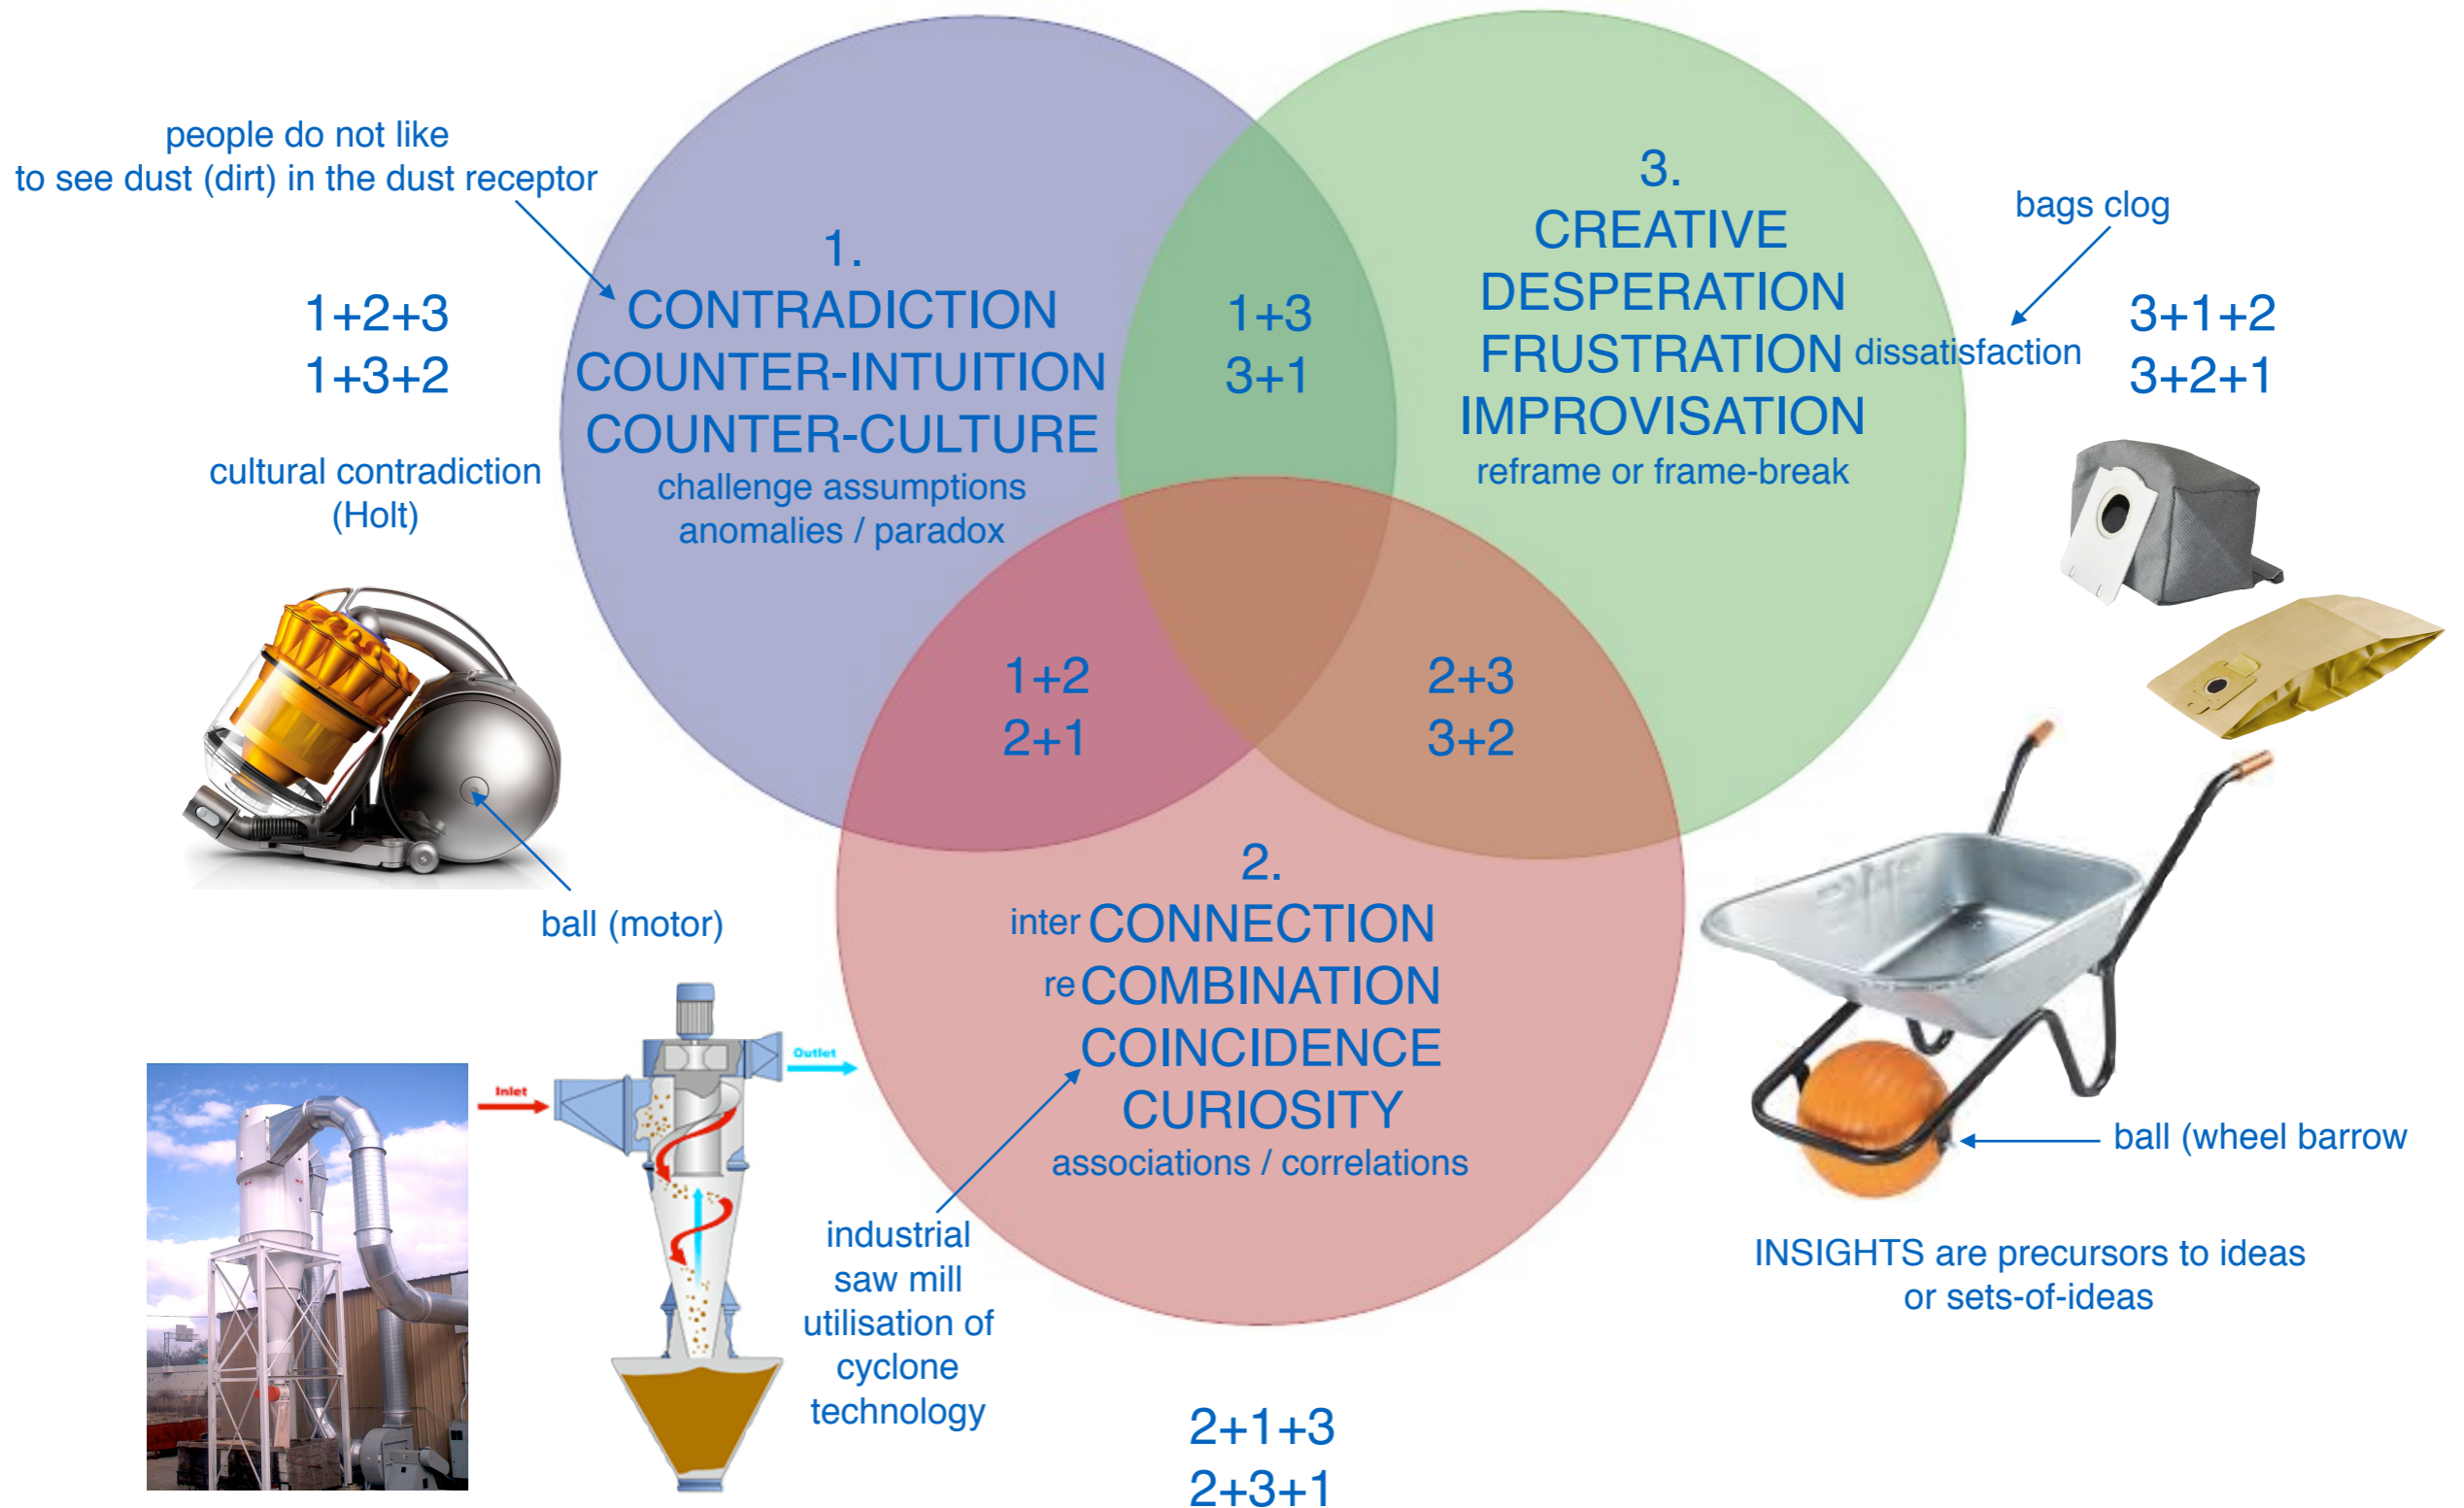 people do not like
to see dust (dirt) in the dust receptor
1+2+3
1+3+2
cultural contradiction
(Holt)
1.
CONTRADICTION
COUNTER-INTUITION
COUNTER-CULTURE
challenge assumptions
anomalies / paradox
1+3
3+1
3.
CREATIVE
DESPERATION
FRUSTRATION dissatisfaction
IMPROVISATION
reframe or frame-break
bags clog
3+1+2
3+2+1
1+2
2+1
2+3
3+2
ball (motor)
2.
inter CONNECTION
re COMBINATION
COINCIDENCE
CURIOSITY
associations / correlations
Inlet
Outlet
industrial
saw mill
utilisation of
cyclone
technology
ball (wheel barrow
INSIGHTS are precursors to ideas
or sets-of-ideas
2+1+3
2+3+1